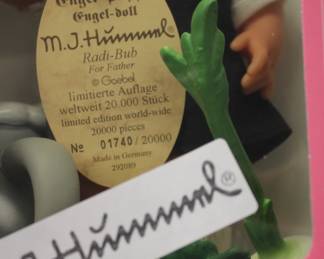 Engel-doll
M.J.Hummel ®
Radi-Bub
For Father
© Goebel
limitierte Auflage
weltweit 20.000 Stück
limited edition world-wide
20000 pieces
№ 01740 / 20000
Made in Germany
292089
J. Hummel ®